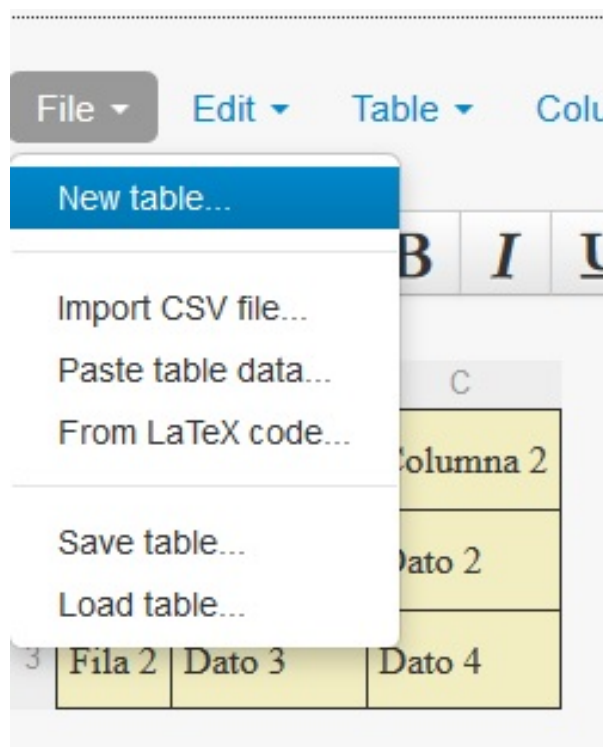 File Edit Table Colu
New table...
B I U
Import CSV file...
Paste table data...
C
From LaTeX code...
Columna 2
Save table...
Dato 2
Load table...
3 Fila 2 Dato 3 Dato 4